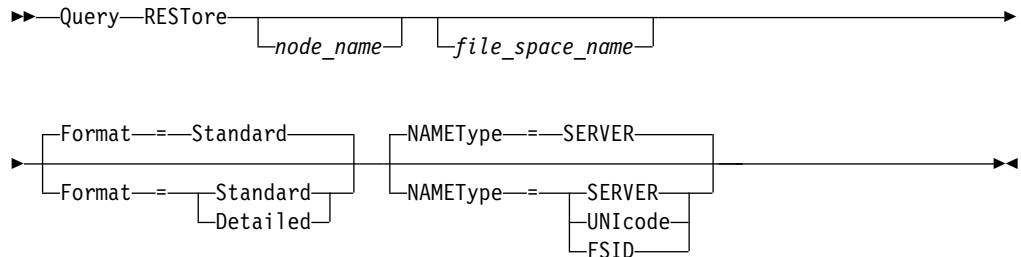 Query RESTore
node_name file_space_name
Format = Standard NAMEType = SERVER
Format = Standard NAMEType = SERVER
Detailed UNIcode
FSID